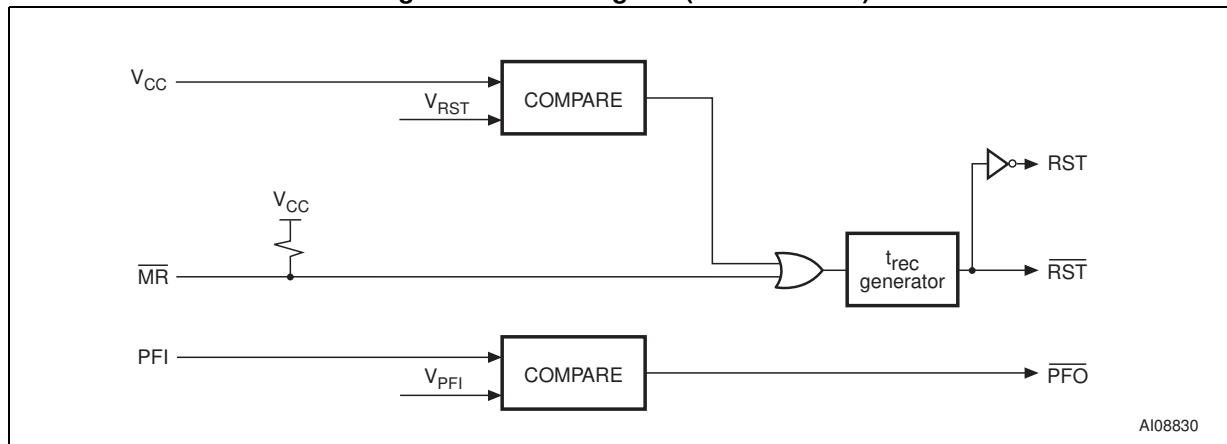 V_CC
V_RST
COMPARE
RST
V_CC
MR
t_rec
generator
RST
PFI
V_PFI
COMPARE
PFO
AI08830